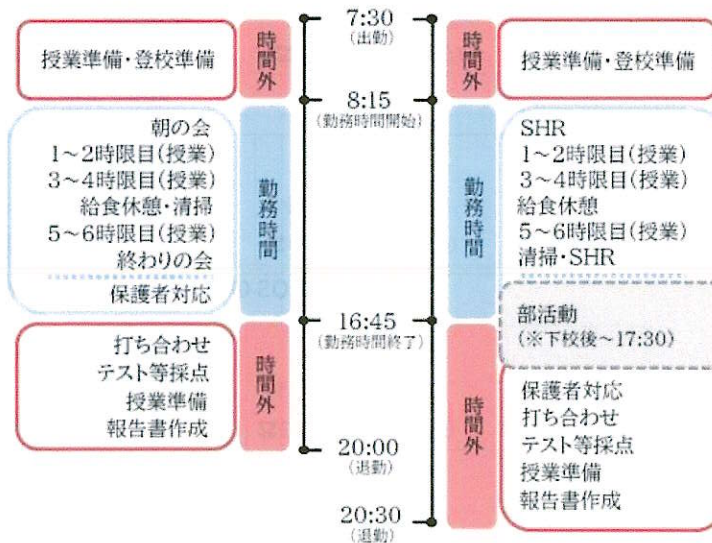 授業準備・登校準備
時間外
朝の会
1～2時限目(授業)
3～4時限目(授業)
給食休憩・清掃
5～6時限目(授業)
終わりの会
保護者対応
勤務時間
打ち合わせ
テスト等採点
授業準備
報告書作成
時間外
7:30
(出勤)
8:15
(勤務時間開始)
16:45
(勤務時間終了)
20:00
(退勤)
20:30
(退勤)
時間外
授業準備・登校準備
勤務時間
SHR
1～2時限目(授業)
3～4時限目(授業)
給食休憩
5～6時限目(授業)
清掃・SHR
部活動
(※下校後～17:30)
時間外
保護者対応
打ち合わせ
テスト等採点
授業準備
報告書作成